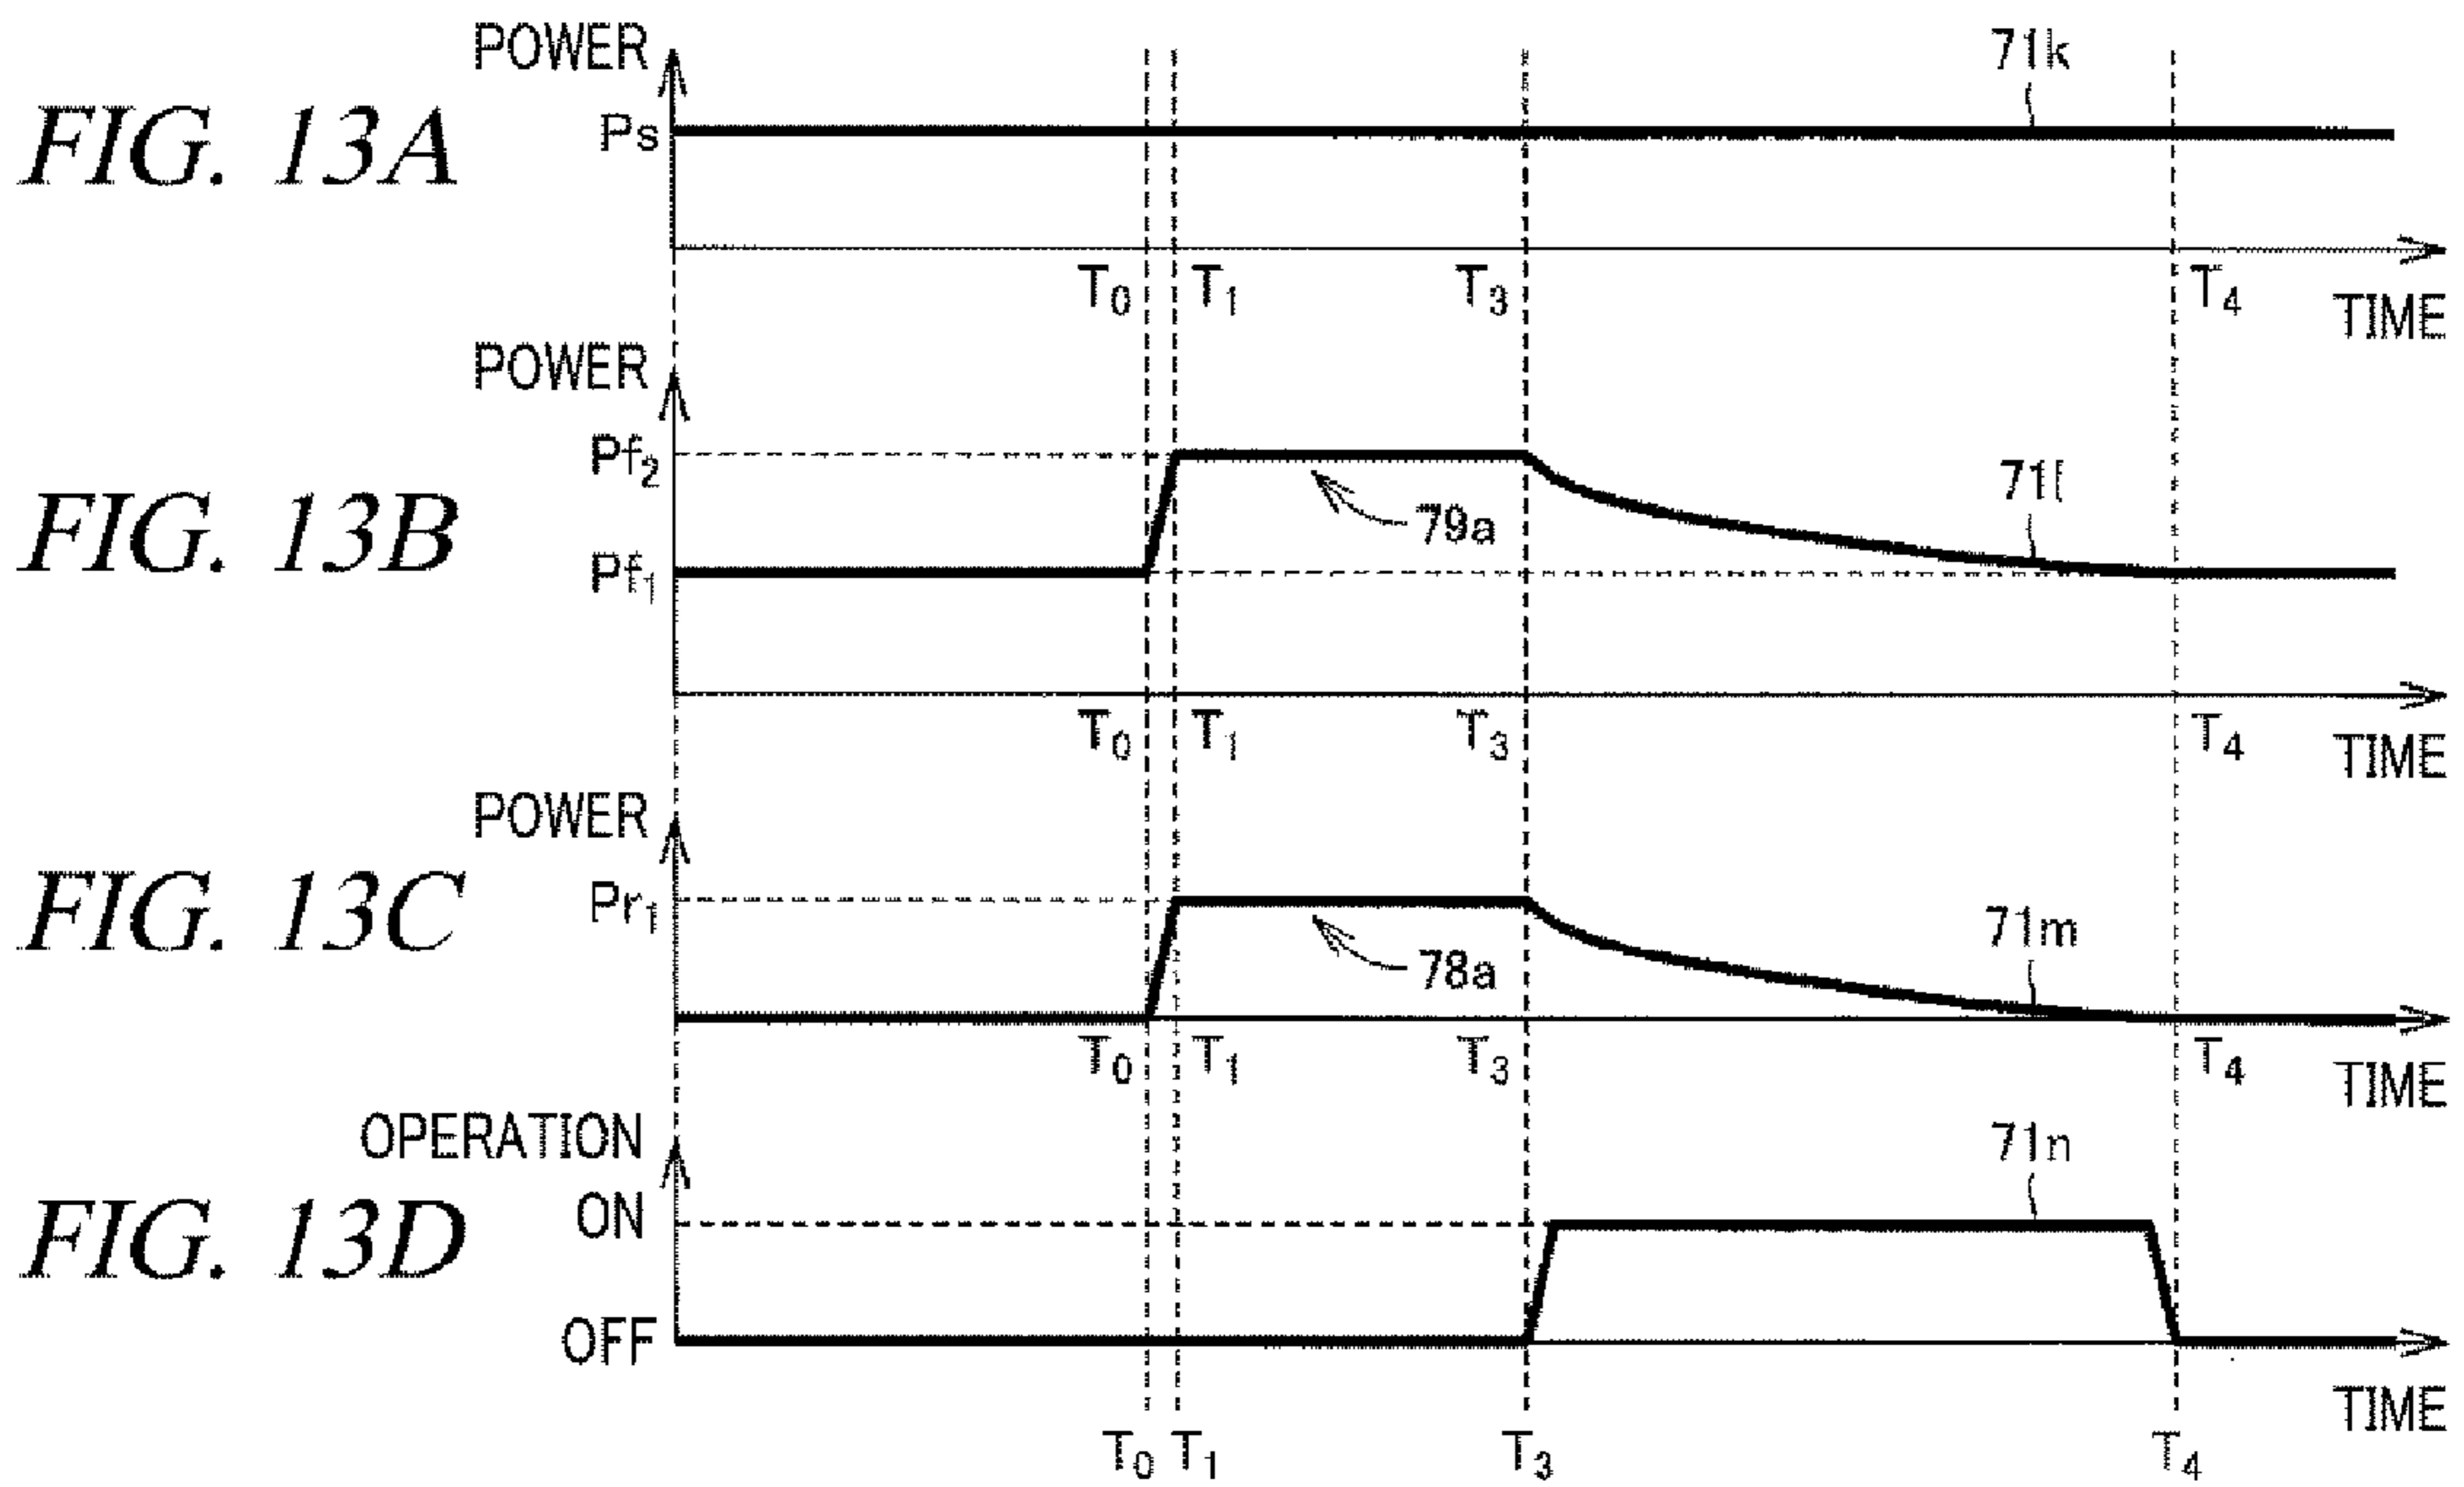 POWER
71k
FIG. 13A
Ps
T0 T1 T3 T4
TIME
POWER
Pf2
79a
71l
FIG. 13B
Pf1
T0 T1 T3 T4
TIME
POWER
FIG. 13C
Pr1
78a
71m
T0 T1 T3 T4
TIME
OPERATION
71n
FIG. 13D
ON
OFF
TIME
T0 T1 T3 T4